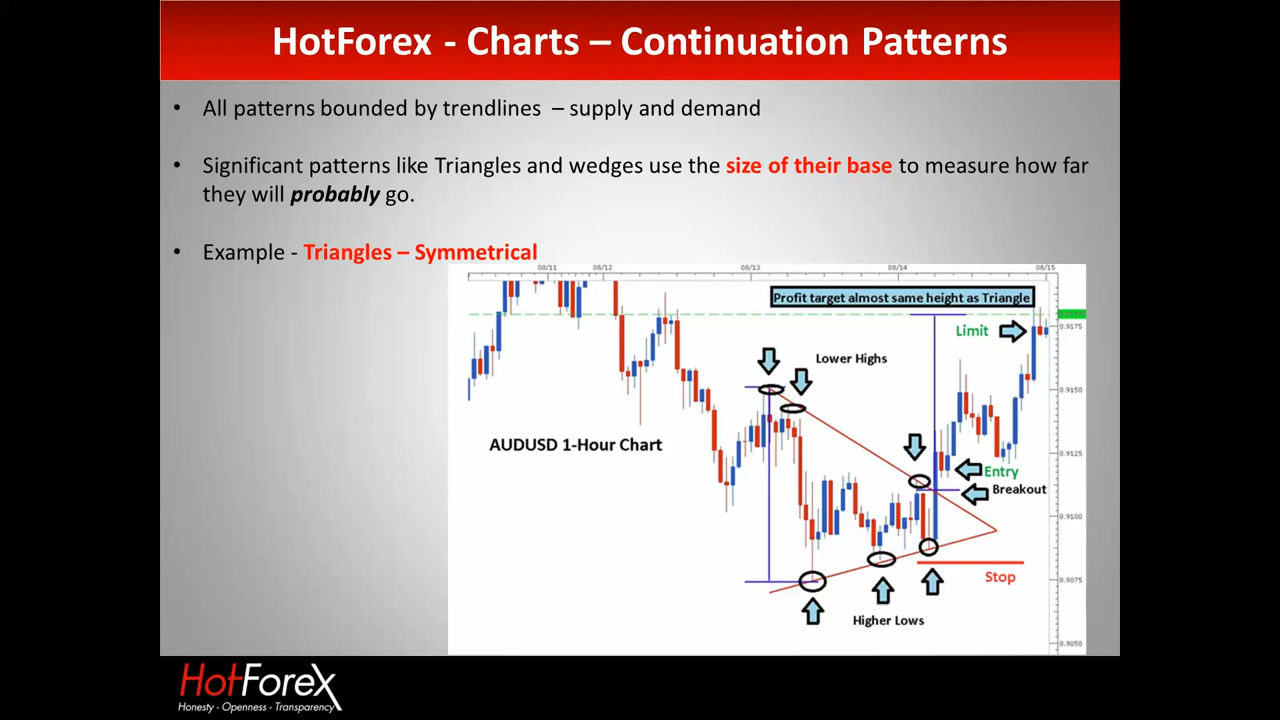 HotForex - Charts – Continuation Patterns
• All patterns bounded by trendlines – supply and demand
• Significant patterns like Triangles and wedges use the size of their base to measure how far
they will probably go.
• Example - Triangles – Symmetrical
08/11 08/12 08/13 08/14 08/15
Profit target almost same height as Triangle
Limit
0.9175
Lower Highs
0.9150
AUDUSD 1-Hour Chart
0.9125
Entry
Breakout
0.9100
Stop
0.9075
Higher Lows
0.9050
HotForex
Honesty - Openness - Transparency